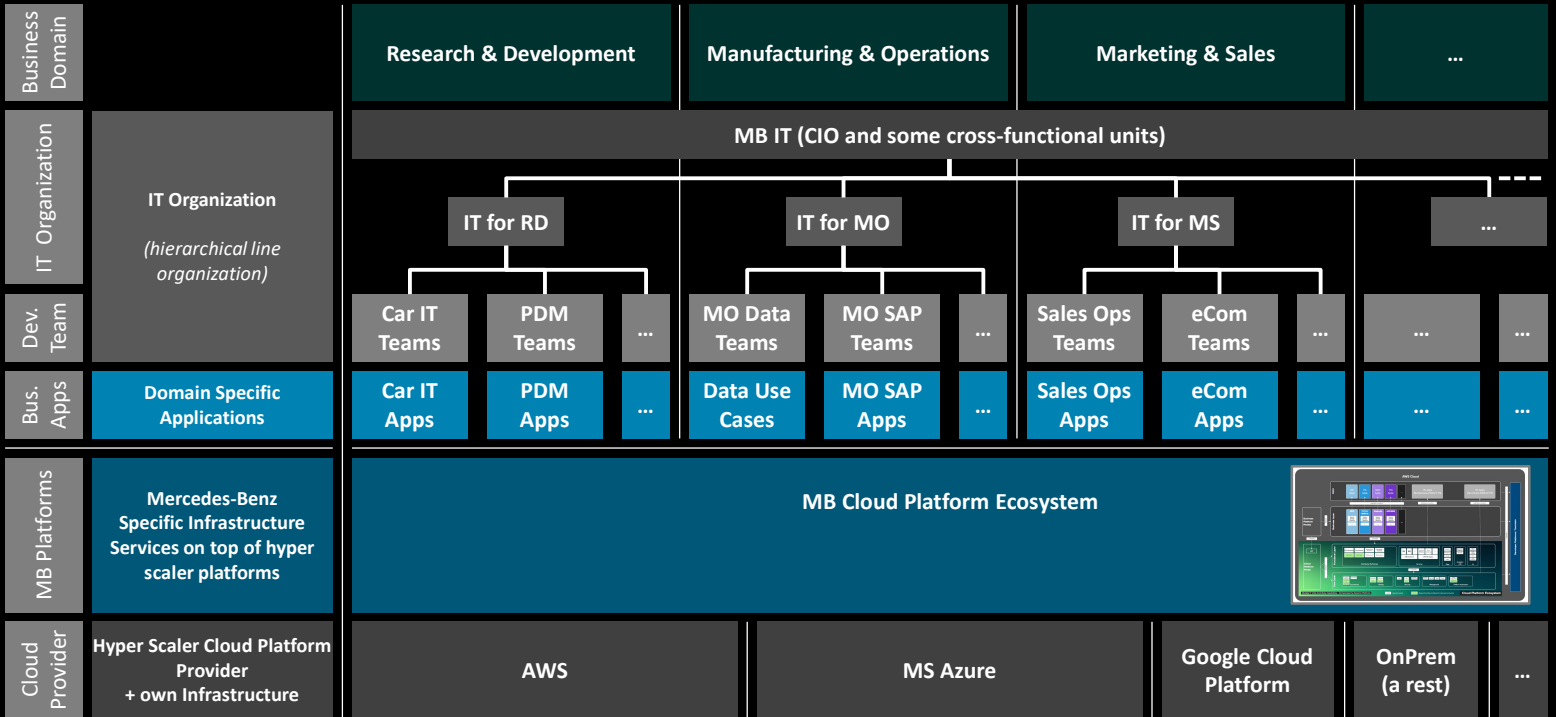 Business
Domain
Research & Development
Manufacturing & Operations
Marketing & Sales
...
IT Organization
IT Organization
(hierarchical line
organization)
MB IT (CIO and some cross-functional units)
IT for RD
IT for MO
IT for MS
...
Dev.
Team
Car IT
Teams
PDM
Teams
...
MO Data
Teams
MO SAP
Teams
...
Sales Ops
Teams
eCom
Teams
...
...
...
Bus.
Apps
Domain Specific
Applications
Car IT
Apps
PDM
Apps
...
Data Use
Cases
MO SAP
Apps
...
Sales Ops
Apps
eCom
Apps
...
...
...
MB Platforms
Mercedes-Benz
Specific Infrastructure
Services on top of hyper
scaler platforms
MB Cloud Platform Ecosystem
AWS Cloud
Cloud Platform Ecosystem
Cloud
Provider
Hyper Scaler Cloud Platform
Provider
+ own Infrastructure
AWS
MS Azure
Google Cloud
Platform
OnPrem
(a rest)
...